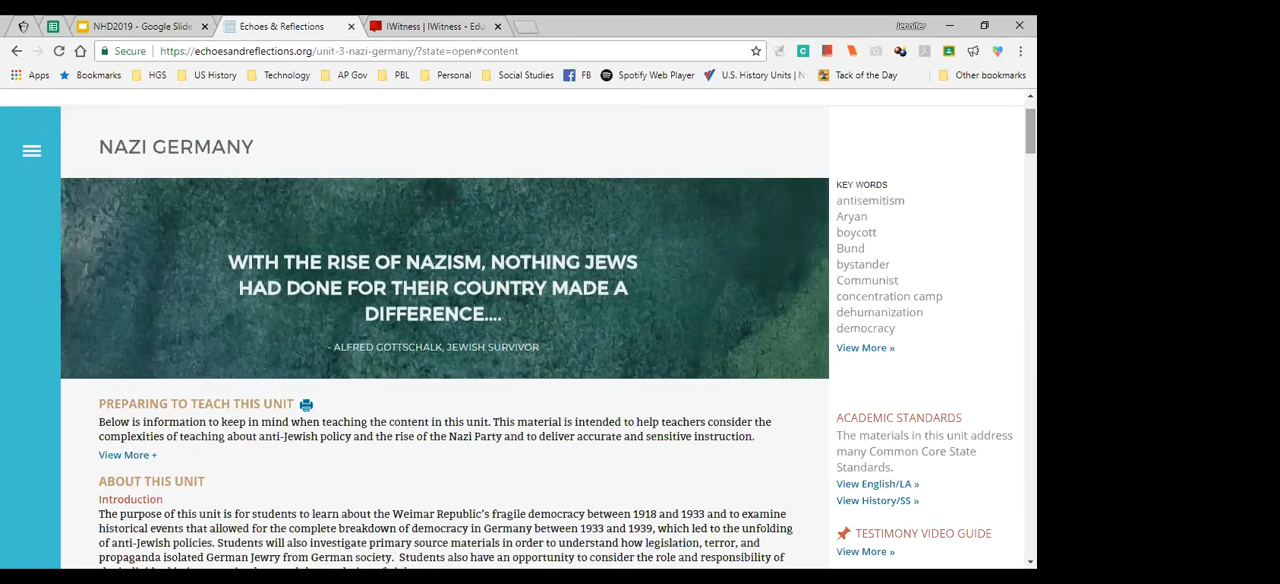 NHD2019 - Google Slide
Echoes & Reflections
IWitness | IWitness - Edu
Jennifer
Secure
https://echoesandreflections.org/unit-3-nazi-germany/?state=open#content
Apps
Bookmarks
HGS
US History
Technology
AP Gov
PBL
Personal
Social Studies
FB
Spotify Web Player
U.S. History Units | N
Tack of the Day
Other bookmarks
NAZI GERMANY
WITH THE RISE OF NAZISM, NOTHING JEWS
HAD DONE FOR THEIR COUNTRY MADE A
DIFFERENCE....
- ALFRED GOTTSCHALK, JEWISH SURVIVOR
PREPARING TO TEACH THIS UNIT
Below is information to keep in mind when teaching the content in this unit. This material is intended to help teachers consider the
complexities of teaching about anti-Jewish policy and the rise of the Nazi Party and to deliver accurate and sensitive instruction.
View More +
ABOUT THIS UNIT
Introduction
The purpose of this unit is for students to learn about the Weimar Republic's fragile democracy between 1918 and 1933 and to examine
historical events that allowed for the complete breakdown of democracy in Germany between 1933 and 1939, which led to the unfolding
of anti-Jewish policies. Students will also investigate primary source materials in order to understand how legislation, terror, and
propaganda isolated German Jewry from German society. Students also have an opportunity to consider the role and responsibility of
KEY WORDS
antisemitism
Aryan
boycott
Bund
bystander
Communist
concentration camp
dehumanization
democracy
View More »
ACADEMIC STANDARDS
The materials in this unit address
many Common Core State
Standards.
View English/LA »
View History/SS »
TESTIMONY VIDEO GUIDE
View More »